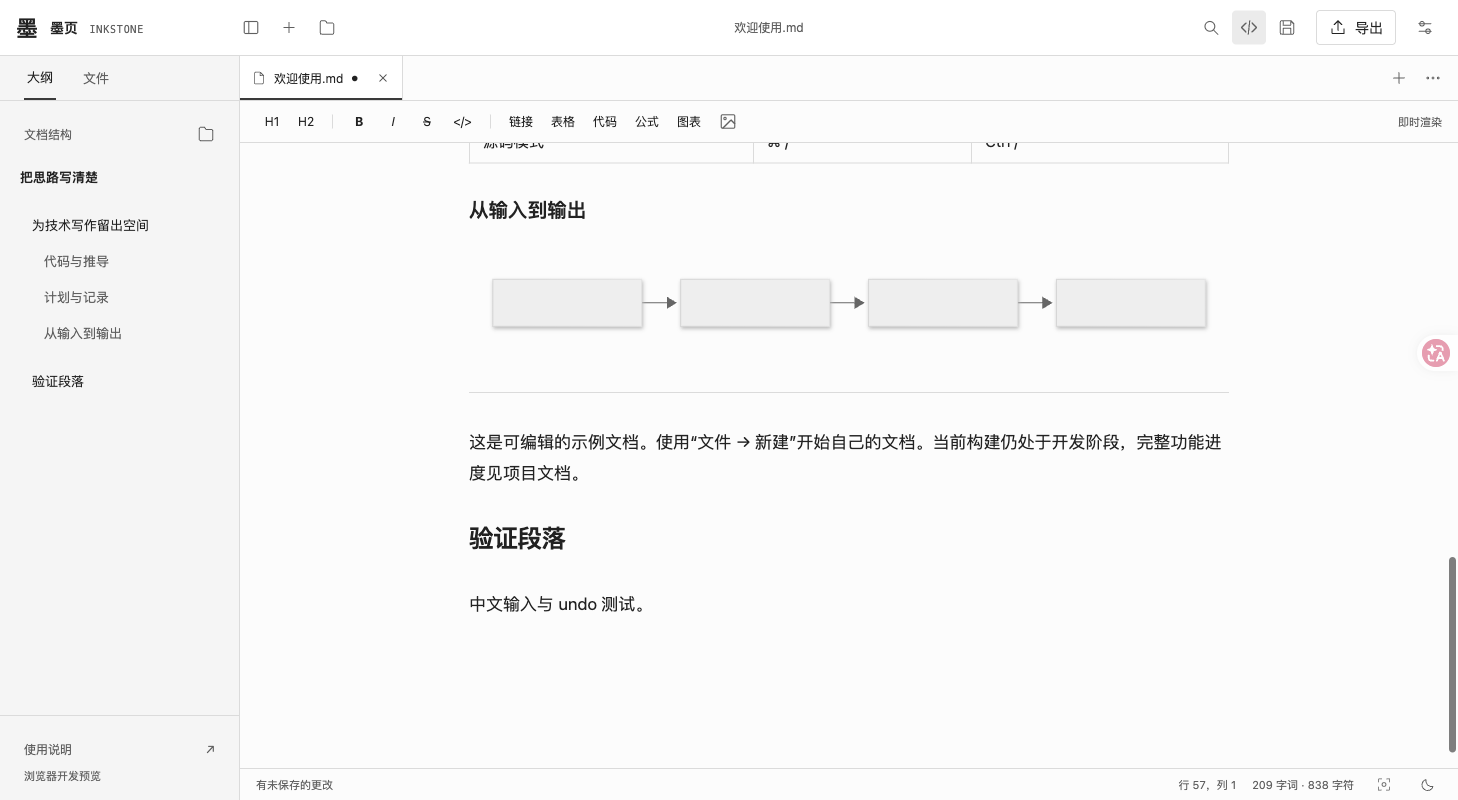 墨 墨页 INKSTONE
欢迎使用.md
导出
大纲 文件
欢迎使用.md
H1 H2 B I S </> 链接 表格 代码 公式 图表
即时渲染
文档结构
把思路写清楚
为技术写作留出空间
代码与推导
计划与记录
从输入到输出
验证段落
使用说明
浏览器开发预览
源码模式 ⌘ / Ctrl /
从输入到输出
这是可编辑的示例文档。使用“文件 → 新建”开始自己的文档。当前构建仍处于开发阶段，完整功能进
度见项目文档。
验证段落
中文输入与 undo 测试。
有未保存的更改
行 57，列 1 209 字词 · 838 字符